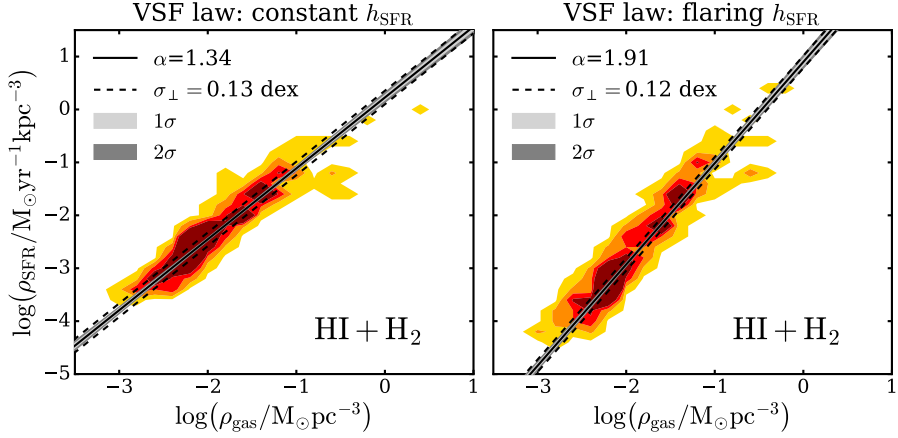 VSF law: constant h_SFR
VSF law: flaring h_SFR
log(ρ_SFR/M_⊙yr⁻¹kpc⁻³)
1
0
−1
−2
−3
−4
−5
α=1.34
σ_⊥ = 0.13 dex
1σ
2σ
HI + H₂
−3
−2
−1
0
1
log(ρ_gas/M_⊙pc⁻³)
α=1.91
σ_⊥ = 0.12 dex
1σ
2σ
HI + H₂
−3
−2
−1
0
1
log(ρ_gas/M_⊙pc⁻³)